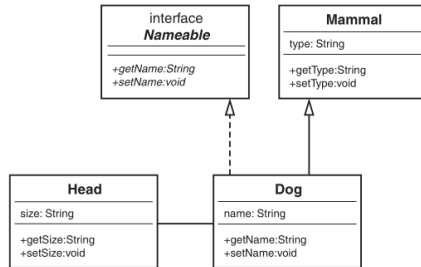 interface
Nameable
+getName:String
+setName:void
Mammal
type: String
+getType:String
+setType:void
Head
size: String
+getSize:String
+setSize:void
Dog
name: String
+getName:String
+setName:void